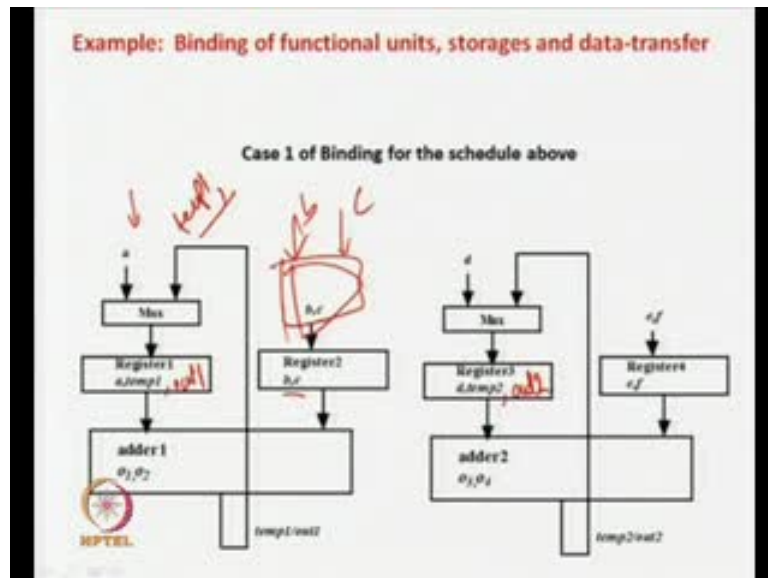 Example: Binding of functional units, storages and data-transfer
Case 1 of Binding for the schedule above
temp1
b
c
a
Mux
b,c
Register1
a,temp1
, out1
Register2
b,c
adder1
o1,o2
temp1/out1
d
Mux
e,f
Register3
d,temp2
, out2
Register4
e,f
adder2
o3,o4
temp2/out2
NPTEL